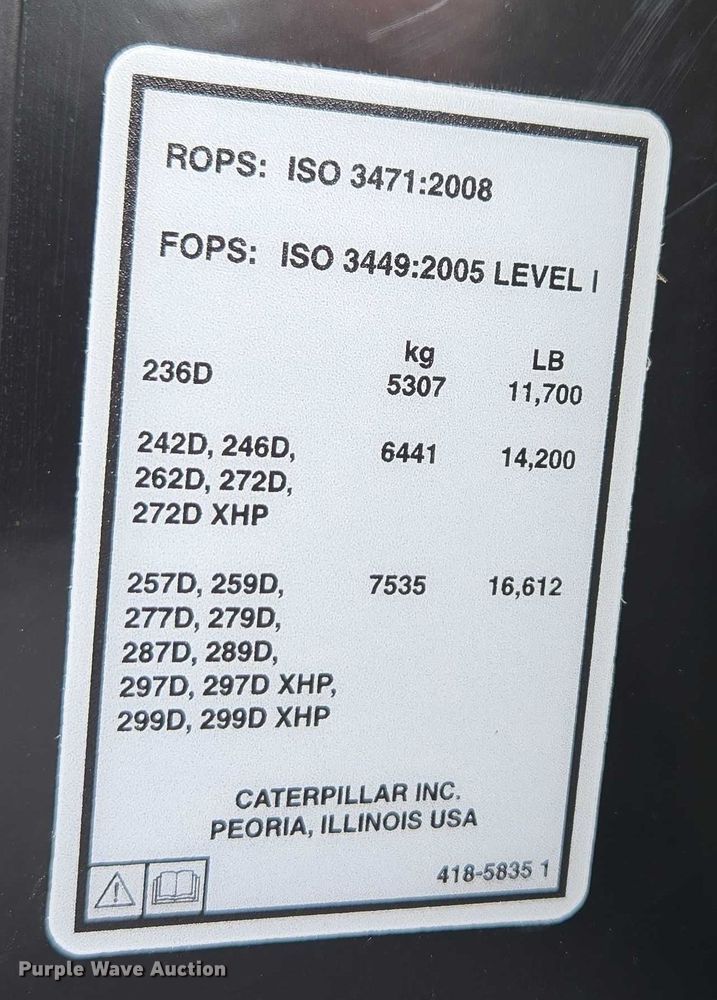 ROPS: ISO 3471:2008
FOPS: ISO 3449:2005 LEVEL I
kg LB
236D 5307 11,700
242D, 246D, 6441 14,200
262D, 272D,
272D XHP
257D, 259D, 7535 16,612
277D, 279D,
287D, 289D,
297D, 297D XHP,
299D, 299D XHP
CATERPILLAR INC.
PEORIA, ILLINOIS USA
418-5835 1
Purple Wave Auction